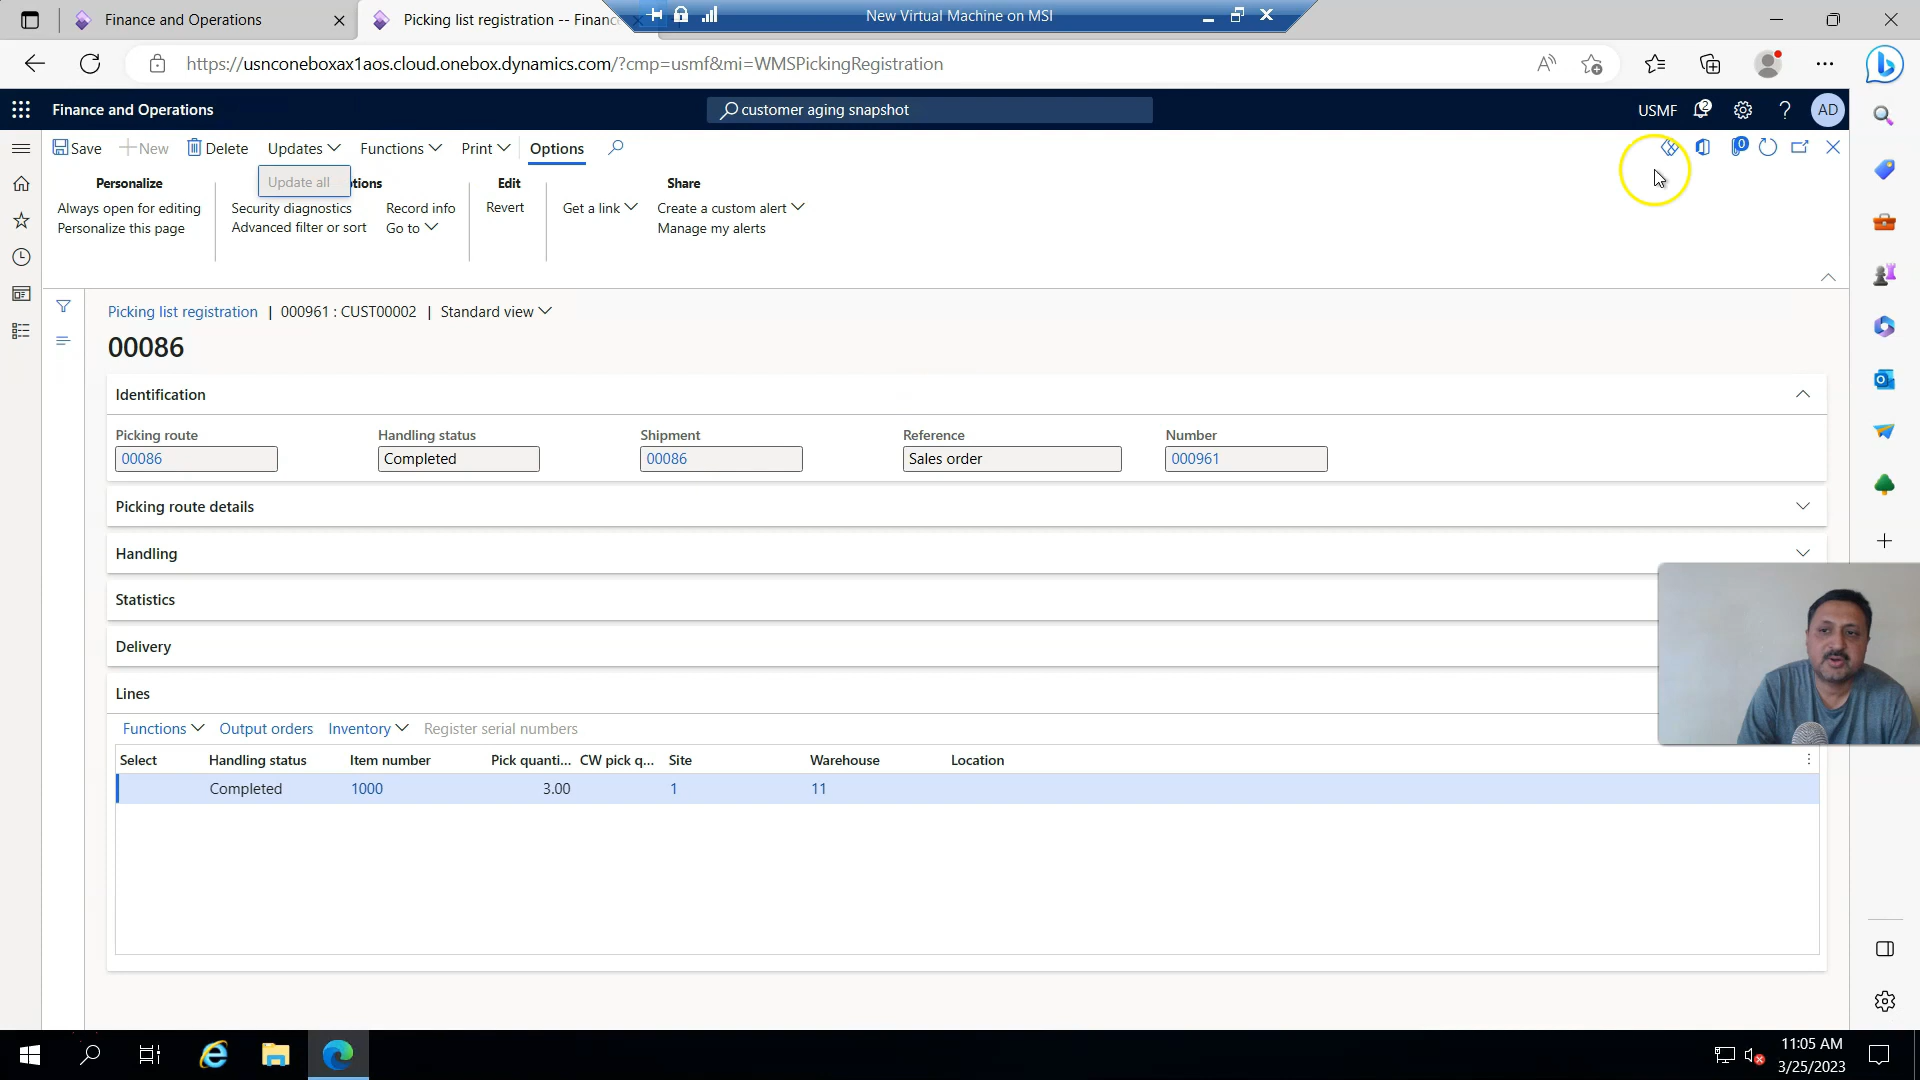 Finance and Operations
Picking list registration -- Financ
New Virtual Machine on MSI
https://usnconeboxax1aos.cloud.onebox.dynamics.com/?cmp=usmf&mi=WMSPickingRegistration
Finance and Operations
customer aging snapshot
USMF
2
?
AD
Save
New
Delete
Updates
Functions
Print
Options
0
Personalize
Update all
tions
Edit
Share
Always open for editing
Security diagnostics
Record info
Revert
Get a link
Create a custom alert
Personalize this page
Advanced filter or sort
Go to
Manage my alerts
Picking list registration | 000961 : CUST00002 | Standard view
00086
Identification
Picking route
Handling status
Shipment
Reference
Number
00086
Completed
00086
Sales order
000961
Picking route details
Handling
Statistics
Delivery
Lines
Functions
Output orders
Inventory
Register serial numbers
Select
Handling status
Item number
Pick quanti...
CW pick q...
Site
Warehouse
Location
Completed
1000
3.00
1
11
11:05 AM
3/25/2023